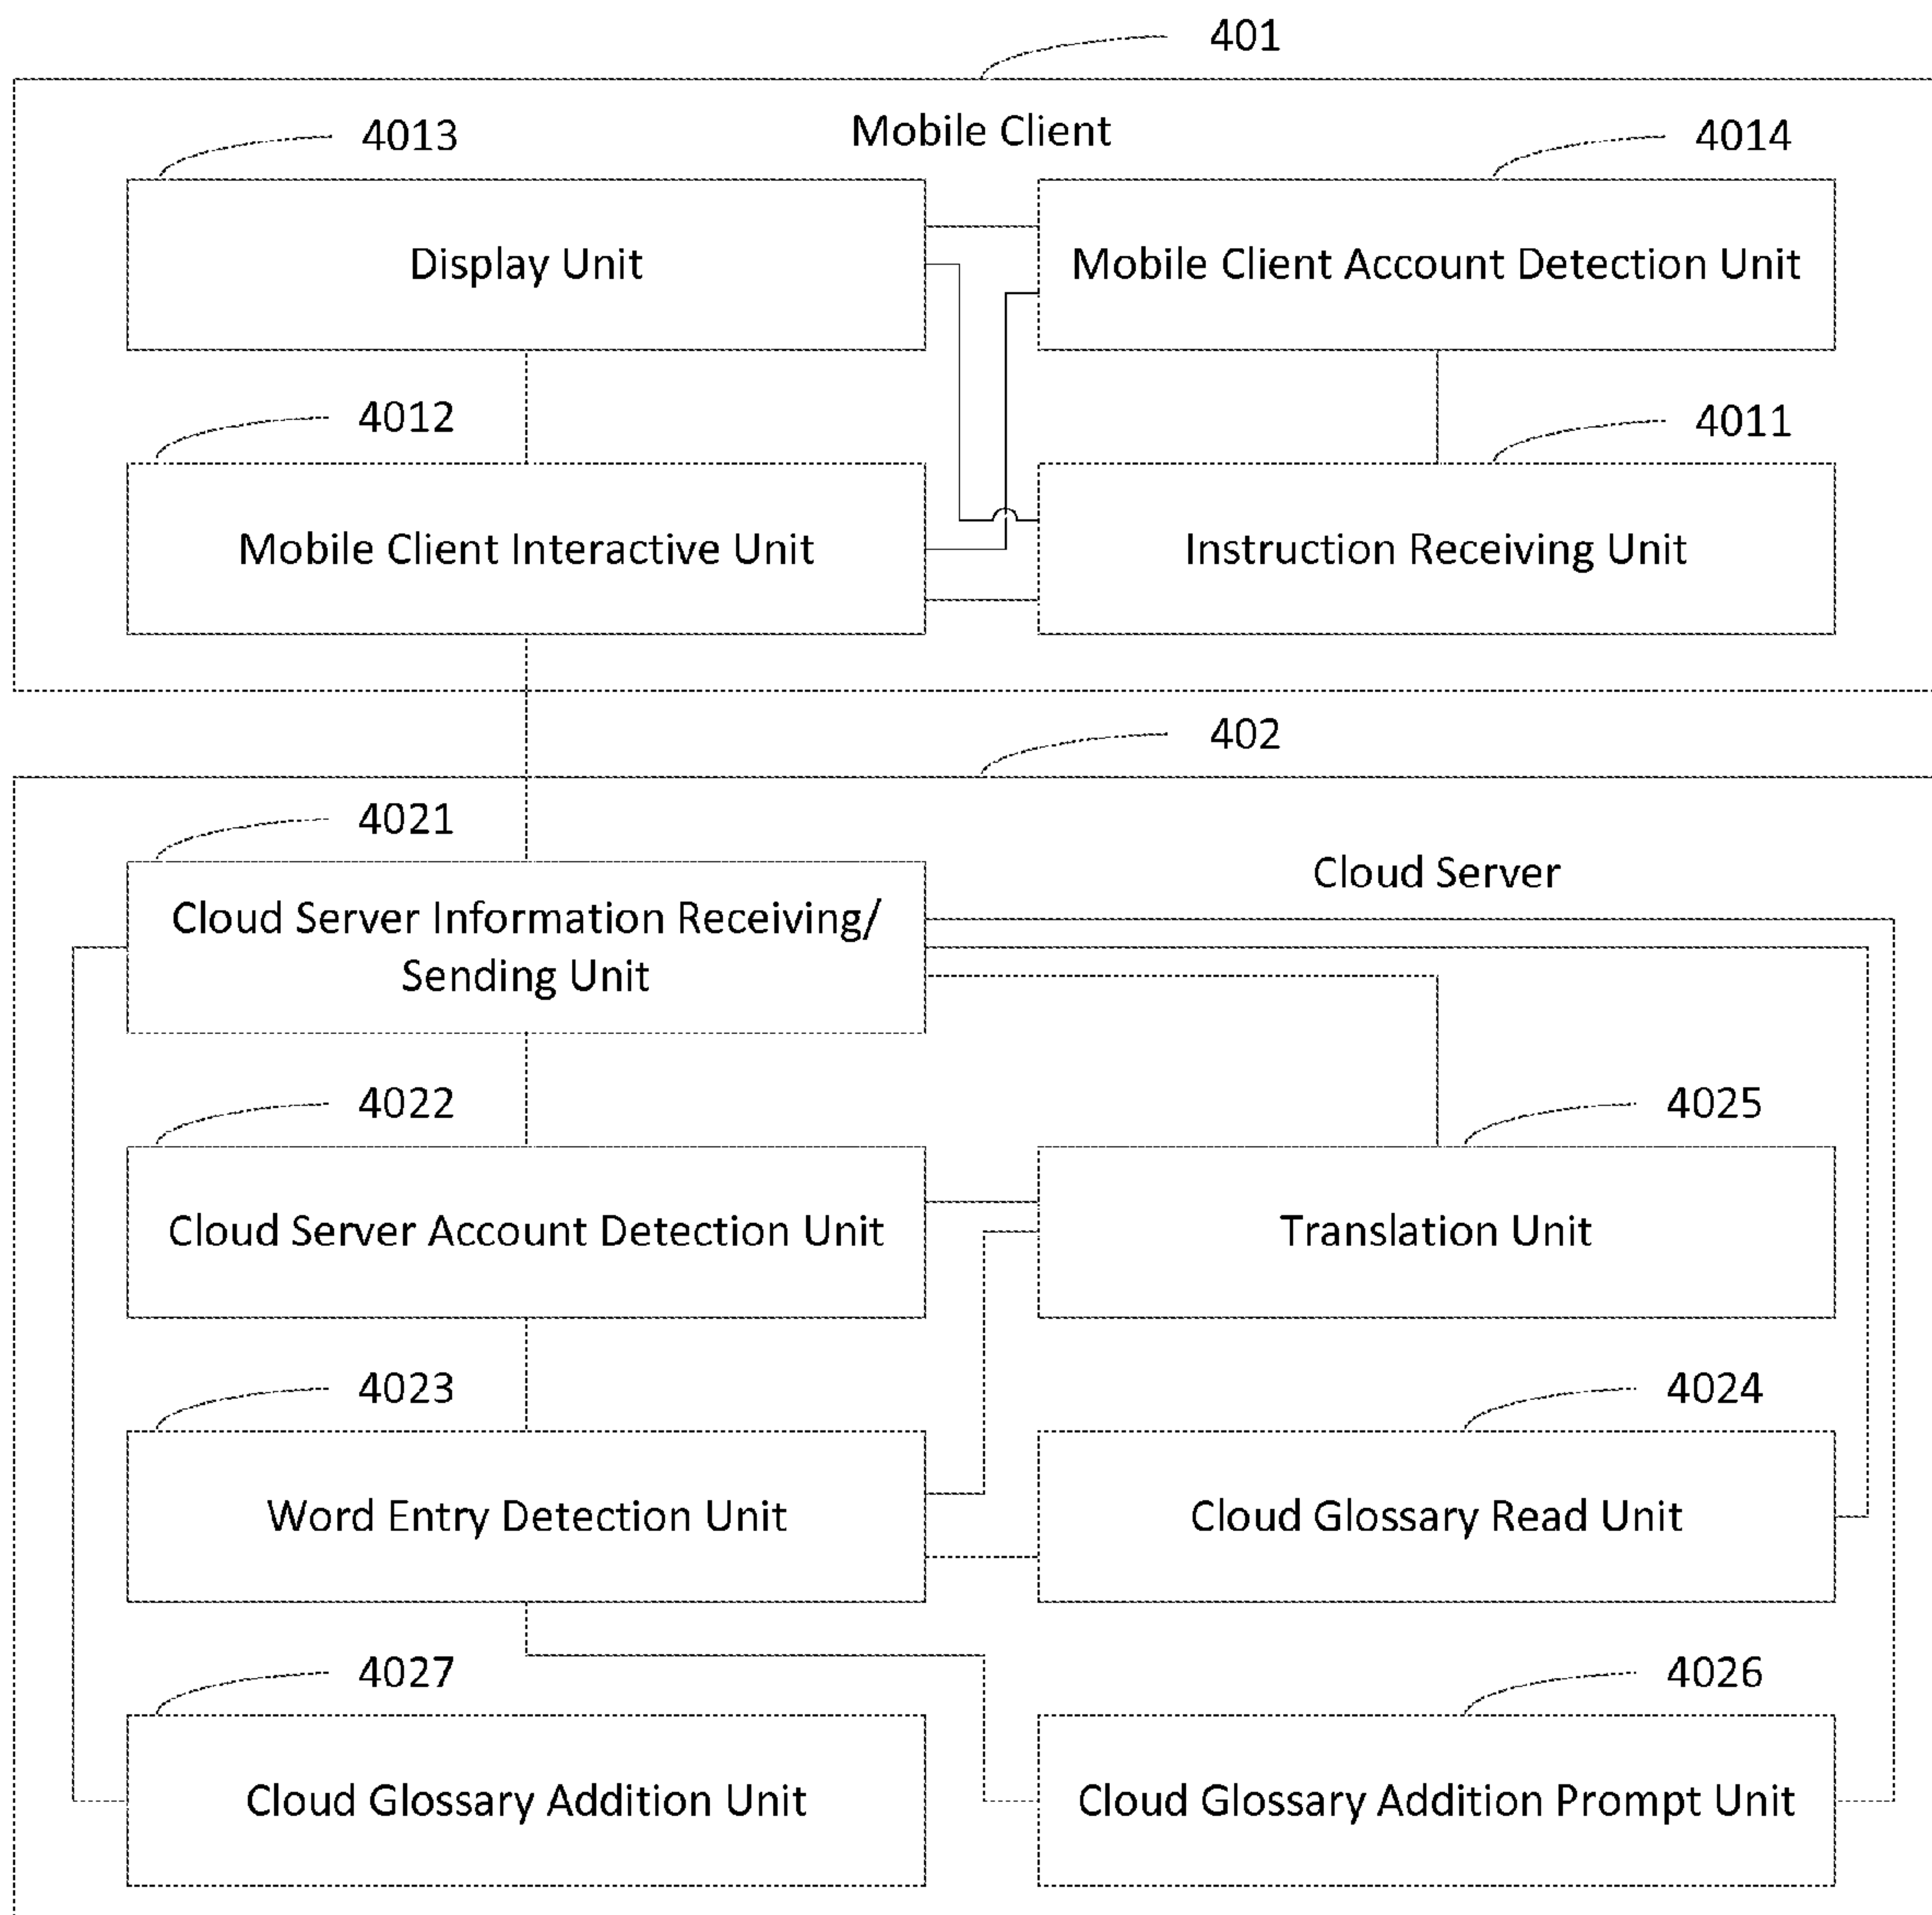 401
Mobile Client
4013
4014
Display Unit
Mobile Client Account Detection Unit
4012
4011
Mobile Client Interactive Unit
Instruction Receiving Unit
402
4021
Cloud Server
Cloud Server Information Receiving/
Sending Unit
4022
4025
Cloud Server Account Detection Unit
Translation Unit
4023
4024
Word Entry Detection Unit
Cloud Glossary Read Unit
4027
4026
Cloud Glossary Addition Unit
Cloud Glossary Addition Prompt Unit